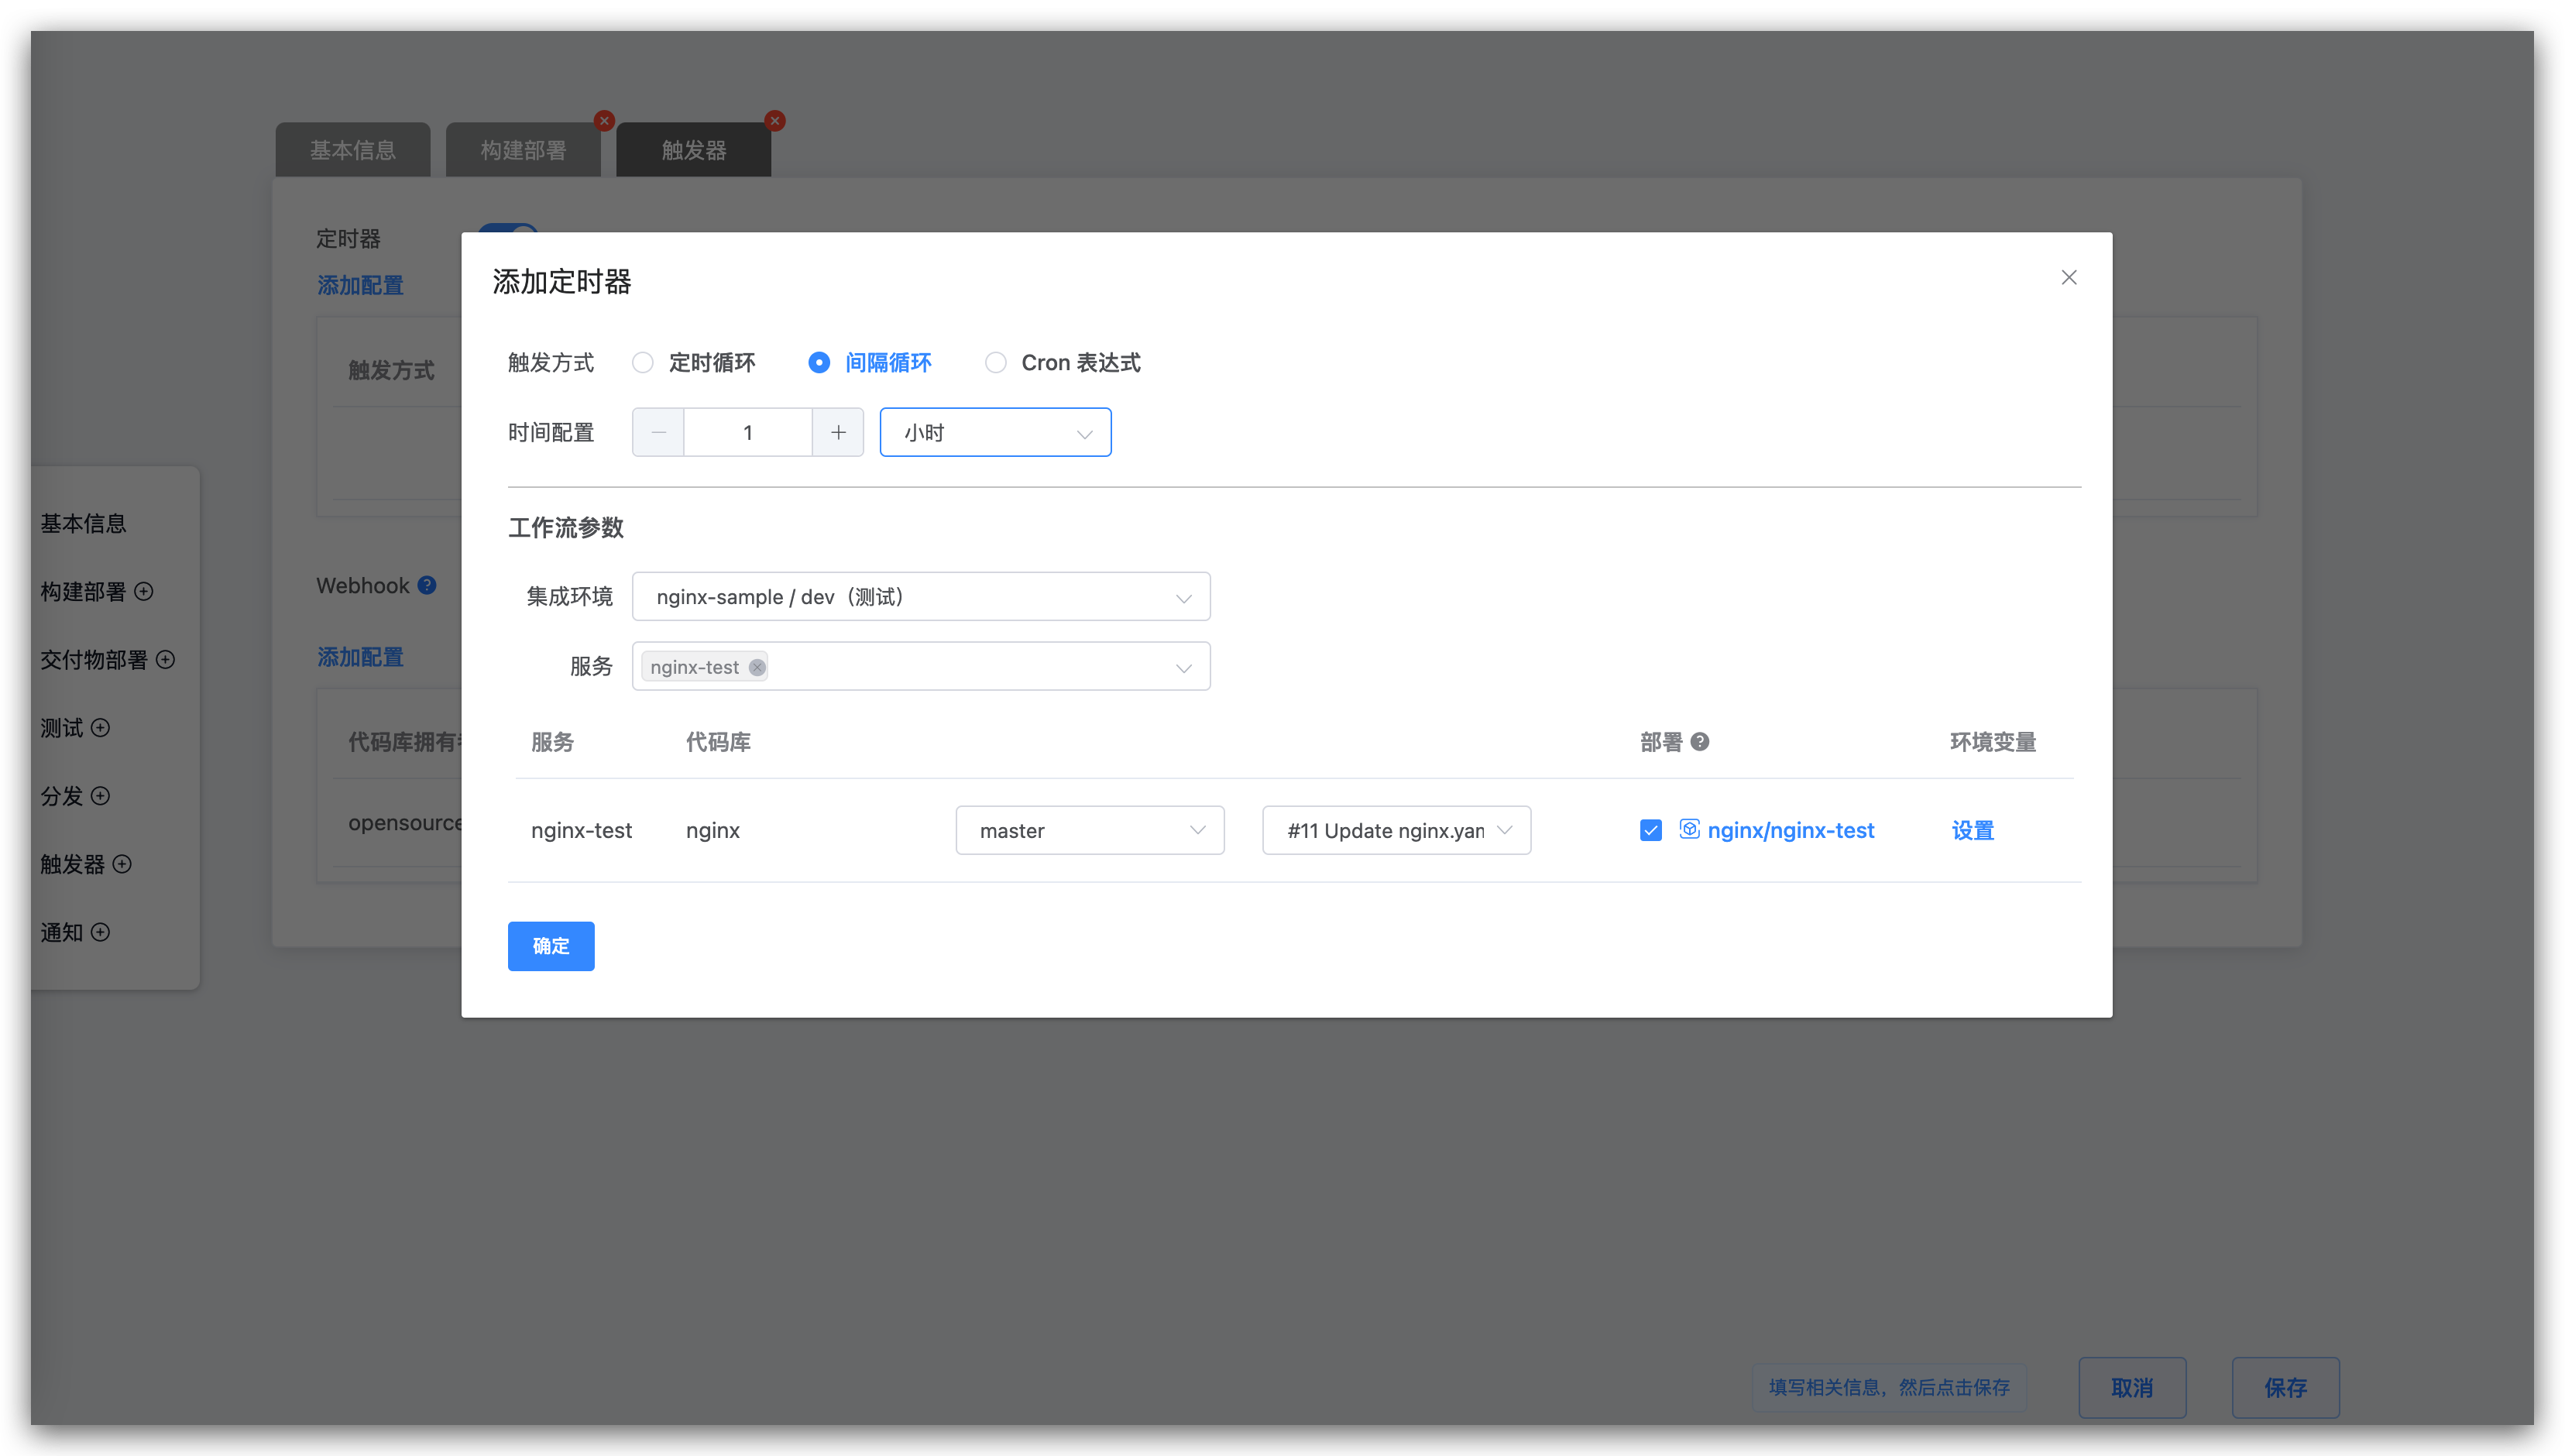 基本信息
构建部署
触发器
定时器
添加配置
触发方式
Webhook
添加配置
代码库拥有
opensource
基本信息
构建部署
交付物部署
测试
分发
触发器
通知
添加定时器
触发方式 定时循环 间隔循环 Cron 表达式
时间配置 1 小时
工作流参数
集成环境 nginx-sample / dev（测试）
服务 nginx-test
服务 代码库 部署 环境变量
nginx-test nginx master #11 Update nginx.yam nginx/nginx-test 设置
确定
填写相关信息，然后点击保存 取消 保存